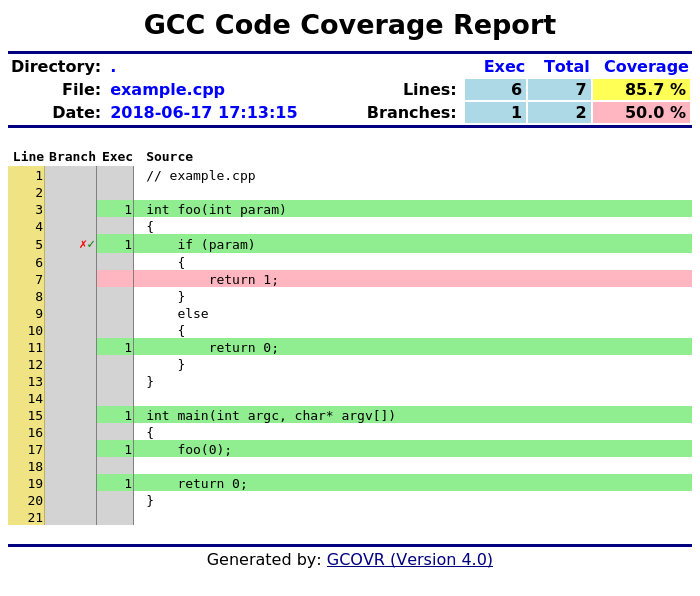 GCC Code Coverage Report
Directory: . Exec Total Coverage
File: example.cpp Lines: 6 7 85.7 %
Date: 2018-06-17 17:13:15 Branches: 1 2 50.0 %
Line Branch Exec Source
1 // example.cpp
2
3 1 int foo(int param)
4 {
5 ✗✓ 1 if (param)
6 {
7 return 1;
8 }
9 else
10 {
11 1 return 0;
12 }
13 }
14
15 1 int main(int argc, char* argv[])
16 {
17 1 foo(0);
18
19 1 return 0;
20 }
21
Generated by: GCOVR (Version 4.0)